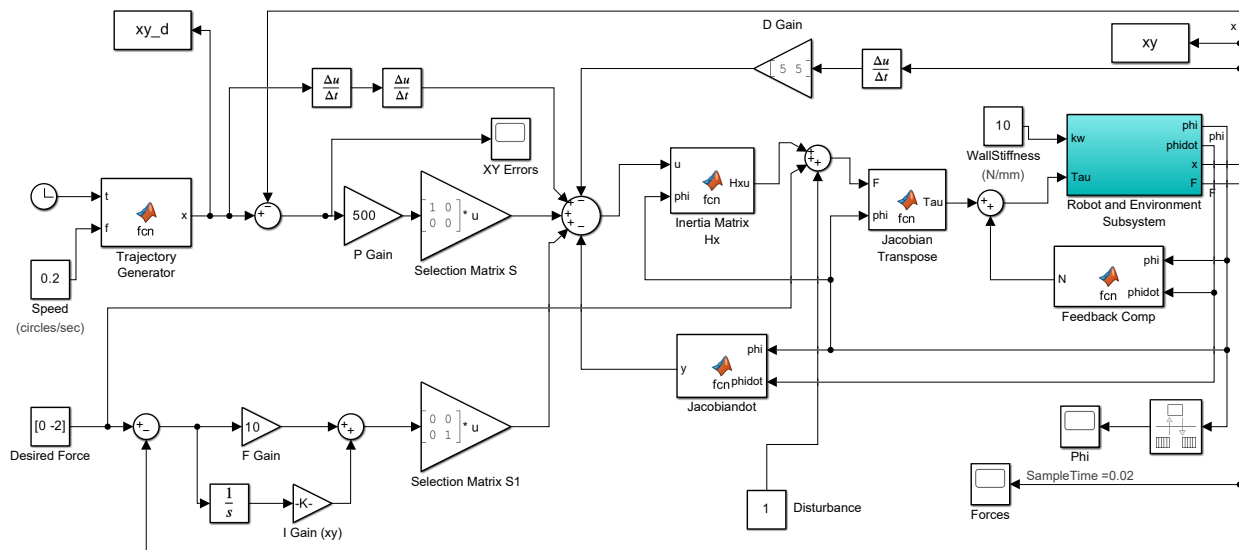 xy_d
D Gain
x
xy
Δu
Δt
Δu
Δt
5 5
Δu
Δt
XY Errors
10
WallStiffness
(N/mm)
kw
Tau
phi
phidot
x
F
phi
F
Robot and Environment
Subsystem
t
f
fcn
x
Trajectory
Generator
500
P Gain
1 0
0 0
* u
Selection Matrix S
u
phi
fcn
Hxu
Inertia Matrix
Hx
F
phi
fcn
Tau
Jacobian
Transpose
N
fcn
phi
phidot
Feedback Comp
0.2
Speed
(circles/sec)
y
fcn
phi
phidot
Jacobiandot
[0 -2]
Desired Force
10
F Gain
0 0
0 1
* u
Selection Matrix S1
1
s
-K-
I Gain (xy)
1
Disturbance
Phi
SampleTime =0.02
Forces